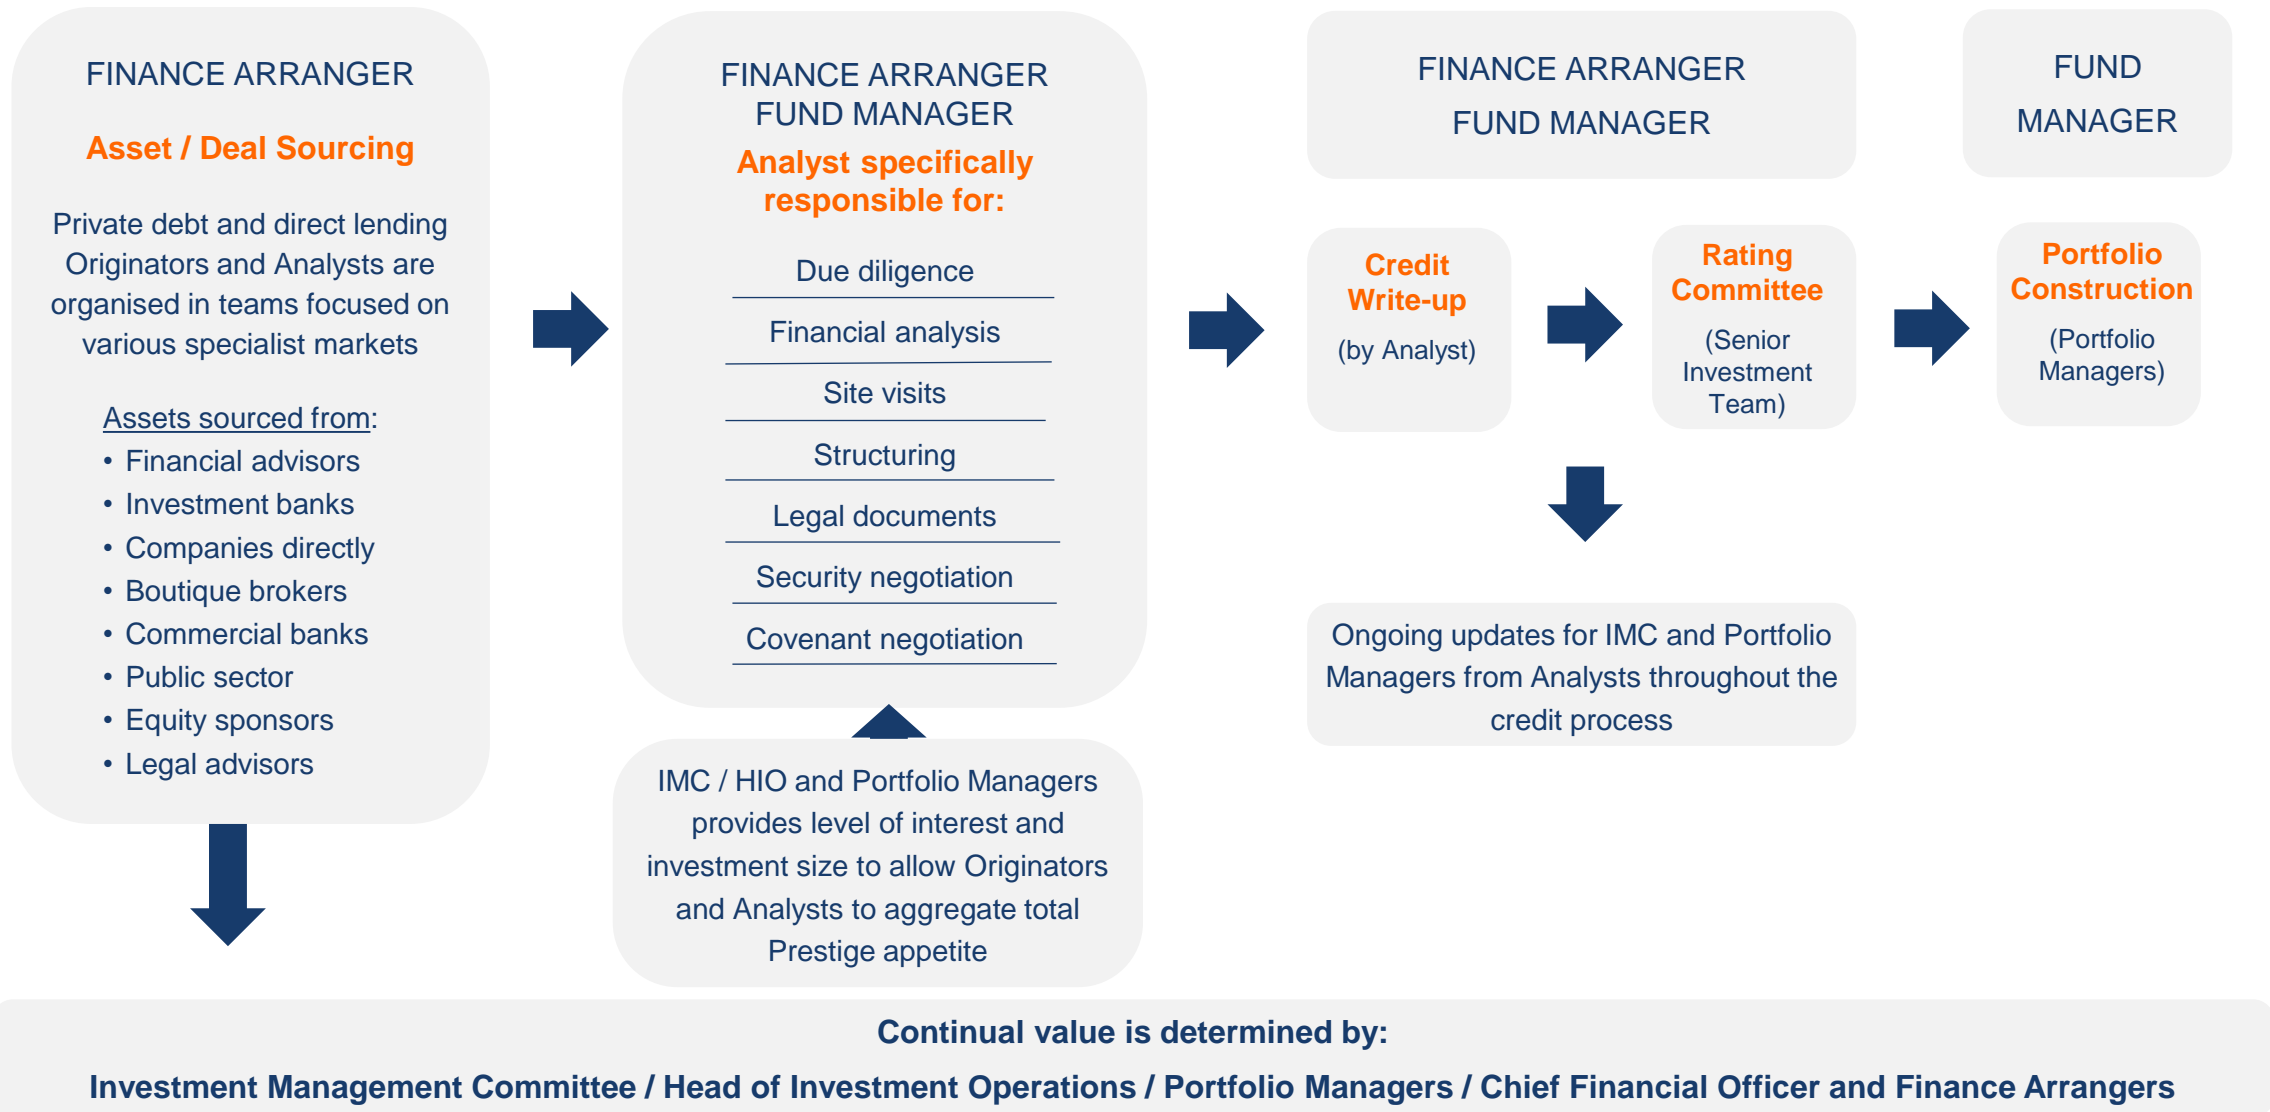 FINANCE ARRANGER
Asset / Deal Sourcing
Private debt and direct lending
Originators and Analysts are
organised in teams focused on
various specialist markets
Assets sourced from:
• Financial advisors
• Investment banks
• Companies directly
• Boutique brokers
• Commercial banks
• Public sector
• Equity sponsors
• Legal advisors
FINANCE ARRANGER
FUND MANAGER
Analyst specifically
responsible for:
Due diligence
Financial analysis
Site visits
Structuring
Legal documents
Security negotiation
Covenant negotiation
IMC / HIO and Portfolio Managers
provides level of interest and
investment size to allow Originators
and Analysts to aggregate total
Prestige appetite
FINANCE ARRANGER
FUND MANAGER
Credit
Write-up
(by Analyst)
Rating
Committee
(Senior
Investment
Team)
Ongoing updates for IMC and Portfolio
Managers from Analysts throughout the
credit process
FUND
MANAGER
Portfolio
Construction
(Portfolio
Managers)
Continual value is determined by:
Investment Management Committee / Head of Investment Operations / Portfolio Managers / Chief Financial Officer and Finance Arrangers